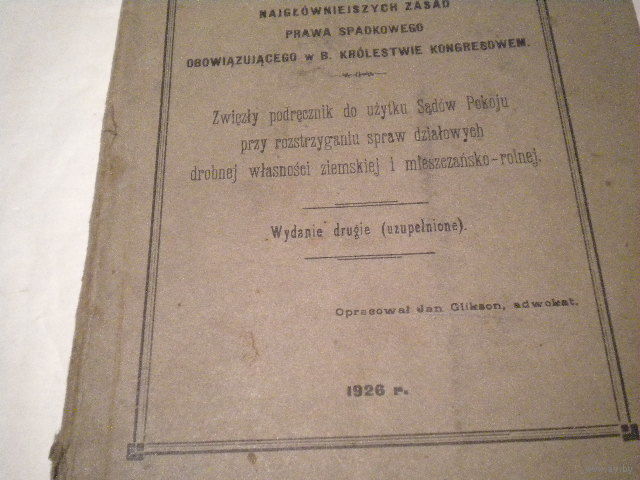 NAJGŁÓWNIEJSZYCH ZASAD
PRAWA SPADKOWEGO
OBOWIĄZUJĄCEGO w B. KRÓLESTWIE KONGRESOWEM.
Zwięzły podręcznik do użytku Sądów Pokoju
przy rozstrzyganiu spraw działowych
drobnej własności ziemskiej i mieszczańsko-rolnej.
Wydanie drugie (uzupełnione).
Opracował Jan Glikson, adwokat.
1926 r.